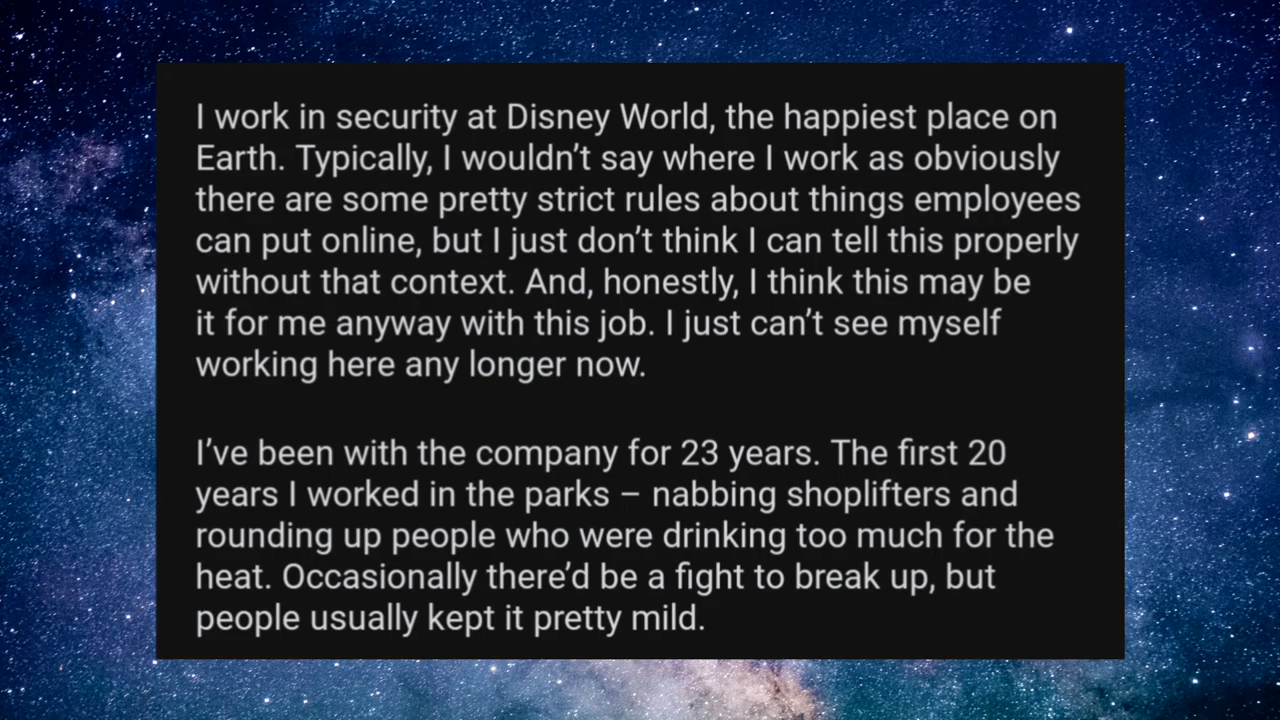 I work in security at Disney World, the happiest place on
Earth. Typically, I wouldn’t say where I work as obviously
there are some pretty strict rules about things employees
can put online, but I just don’t think I can tell this properly
without that context. And, honestly, I think this may be
it for me anyway with this job. I just can’t see myself
working here any longer now.
I’ve been with the company for 23 years. The first 20
years I worked in the parks – nabbing shoplifters and
rounding up people who were drinking too much for the
heat. Occasionally there’d be a fight to break up, but
people usually kept it pretty mild.